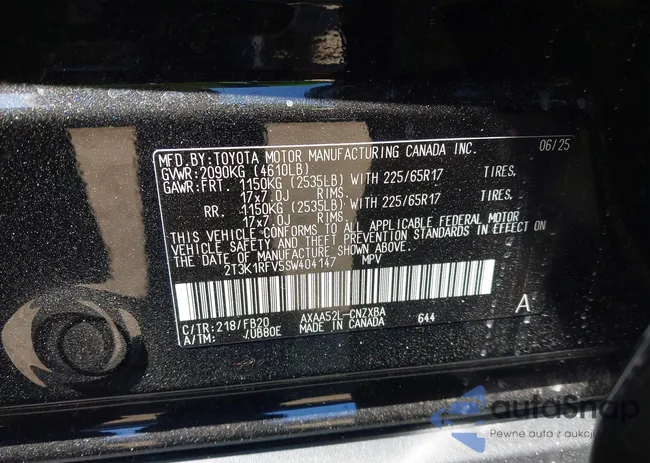 MFD.BY:TOYOTA MOTOR MANUFACTURING CANADA INC. 06/25
GVWR:2090KG (4610LB)
GAWR:FRT. 1150KG (2535LB) WITH 225/65R17 TIRES.
17x7.0J RIMS.
RR. 1150KG (2535LB) WITH 225/65R17 TIRES.
17x7.0J RIMS.
THIS VEHICLE CONFORMS TO ALL APPLICABLE FEDERAL MOTOR
VEHICLE SAFETY AND THEFT PREVENTION STANDARDS IN EFFECT ON
THE DATE OF MANUFACTURE SHOWN ABOVE.
2T3K1RFV5SW404147 MPV
C/TR:218/FB20 AXAA52L-CNZXBA A
A/TM: /UB80E MADE IN CANADA 644
autoSnap
Pewne auta z aukcji